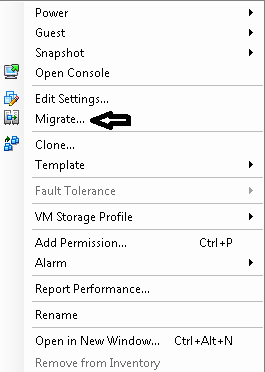 Power
Guest
Snapshot
Open Console
Edit Settings...
Migrate...
Clone...
Template
Fault Tolerance
VM Storage Profile
Add Permission... Ctrl+P
Alarm
Report Performance...
Rename
Open in New Window... Ctrl+Alt+N
Remove from Inventory